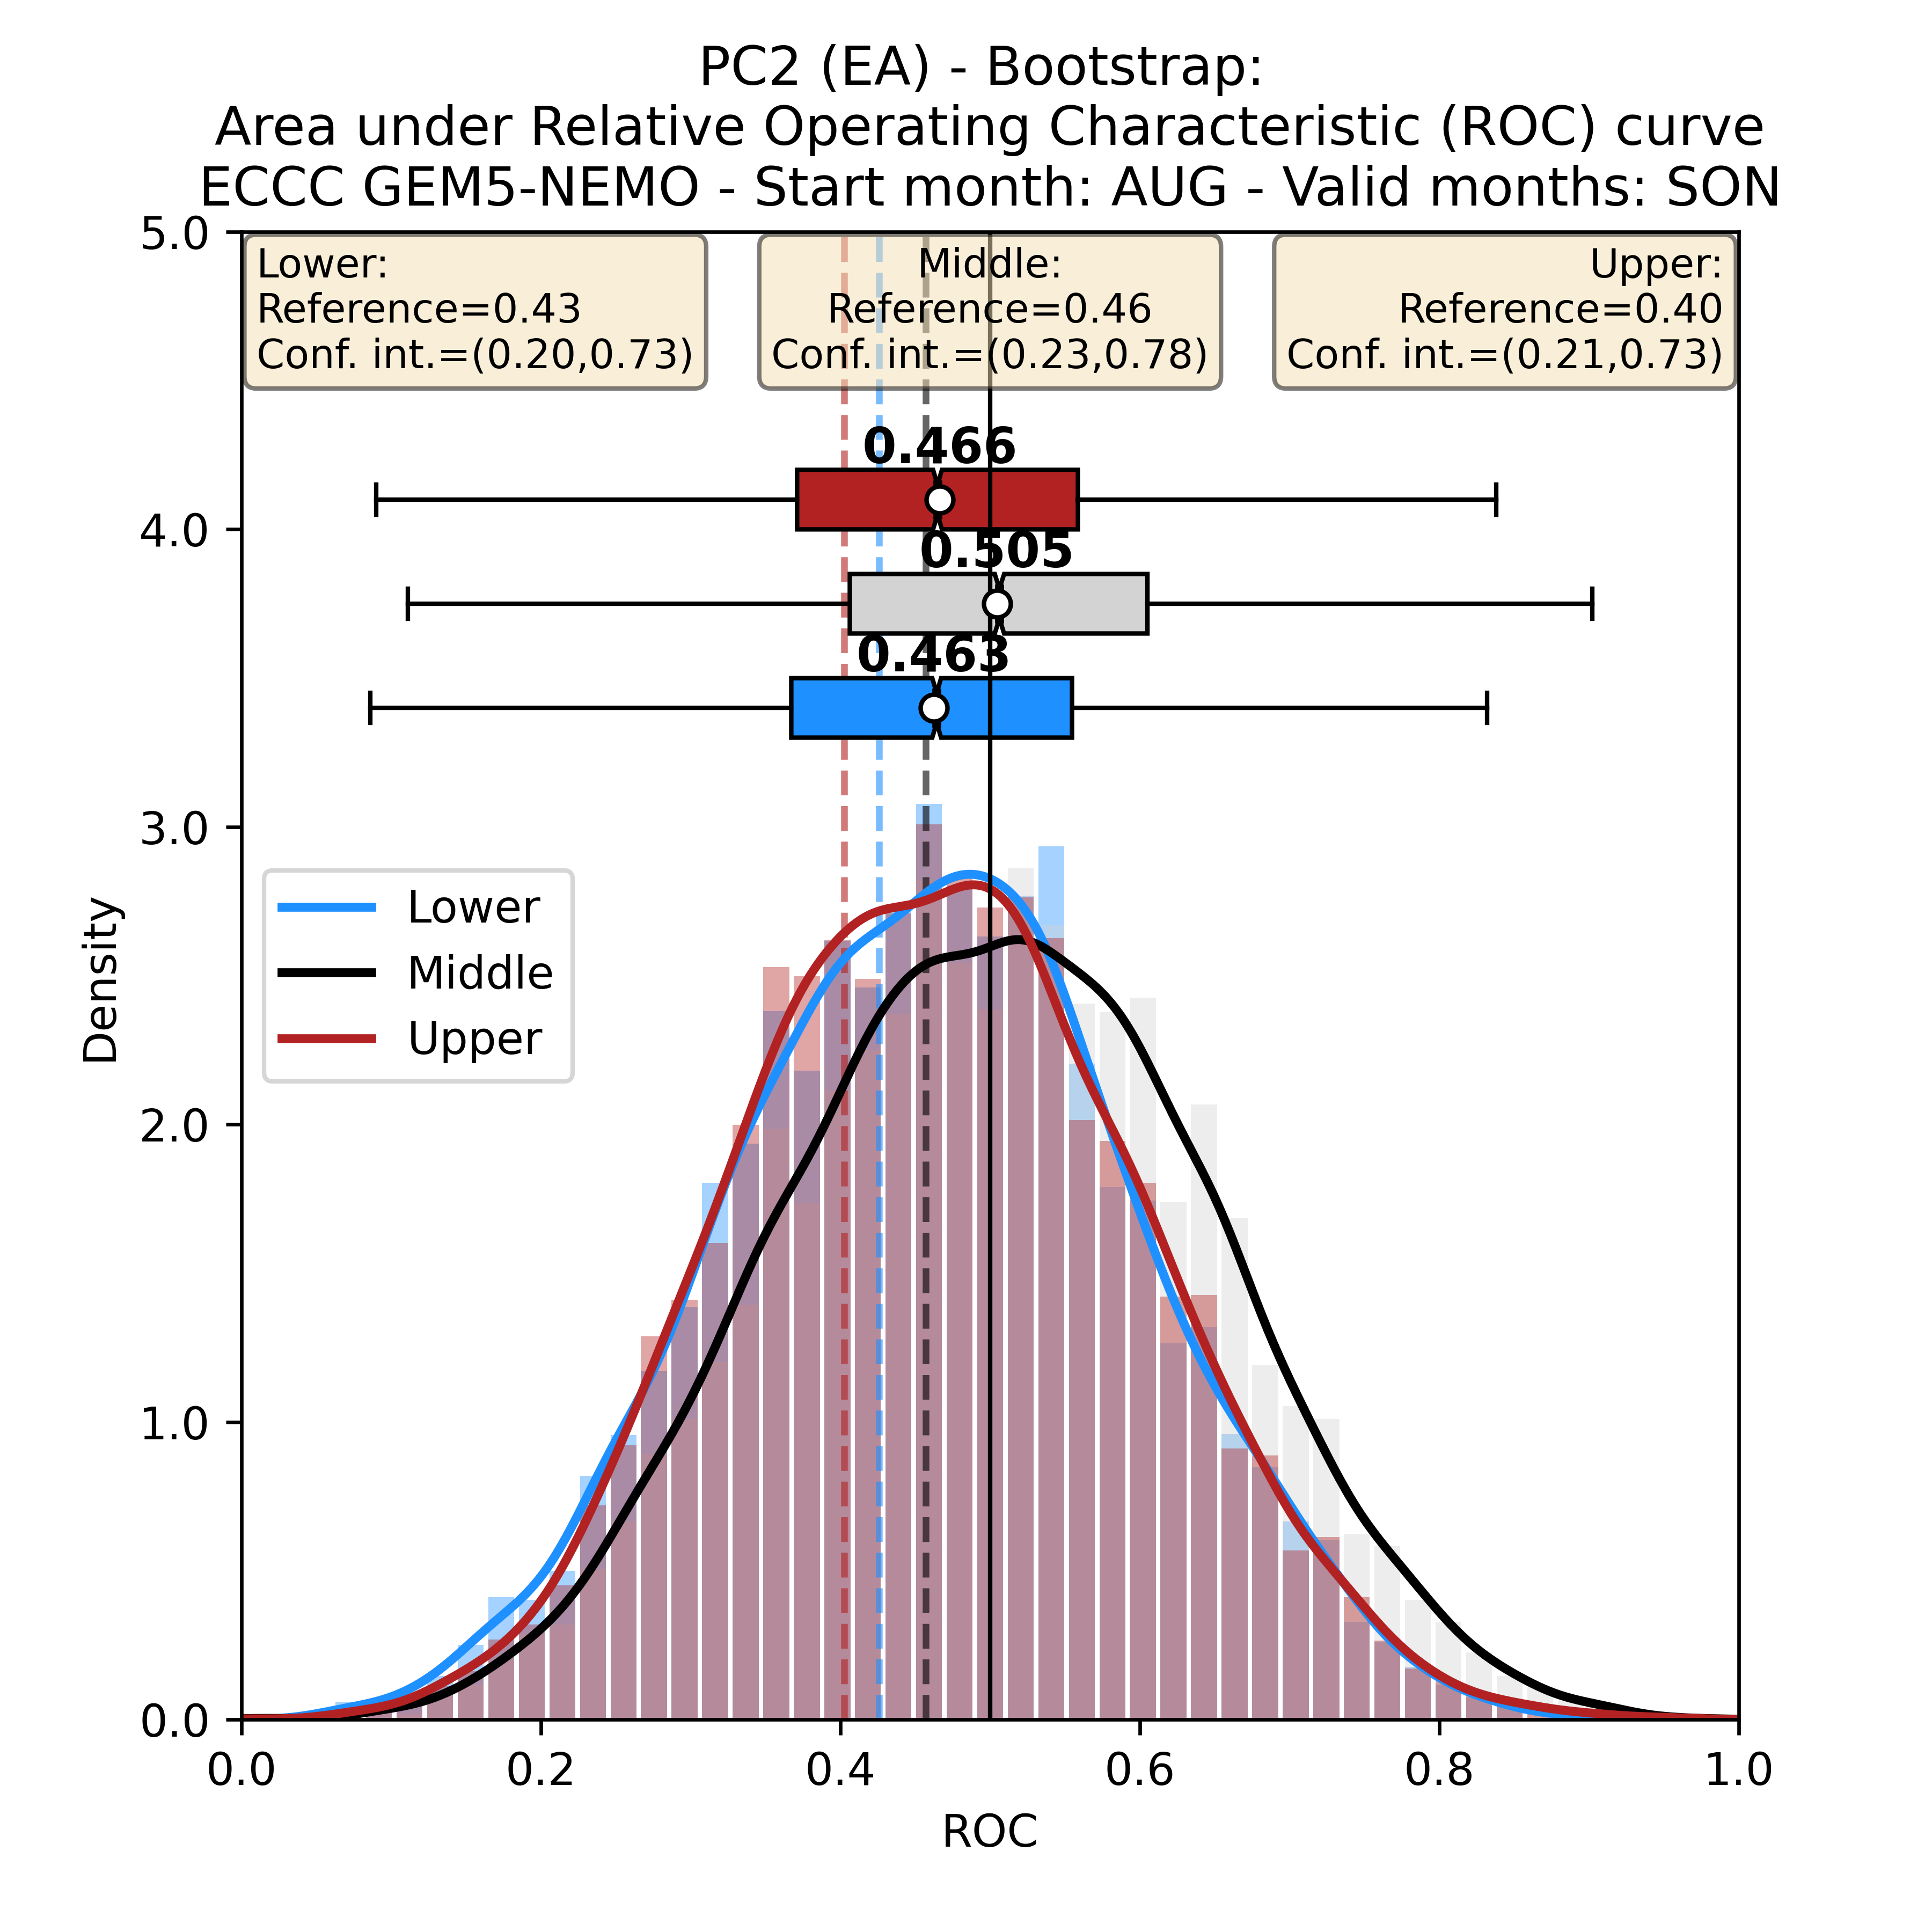 PC2 (EA) - Bootstrap:
Area under Relative Operating Characteristic (ROC) curve
ECCC GEM5-NEMO - Start month: AUG - Valid months: SON
Lower:
Reference=0.43
Conf. int.=(0.20,0.73)
Middle:
Reference=0.46
Conf. int.=(0.23,0.78)
Upper:
Reference=0.40
Conf. int.=(0.21,0.73)
0.466
0.505
0.463
Lower
Middle
Upper
Density
5.0
4.0
3.0
2.0
1.0
0.0
0.0
0.2
0.4
0.6
0.8
1.0
ROC